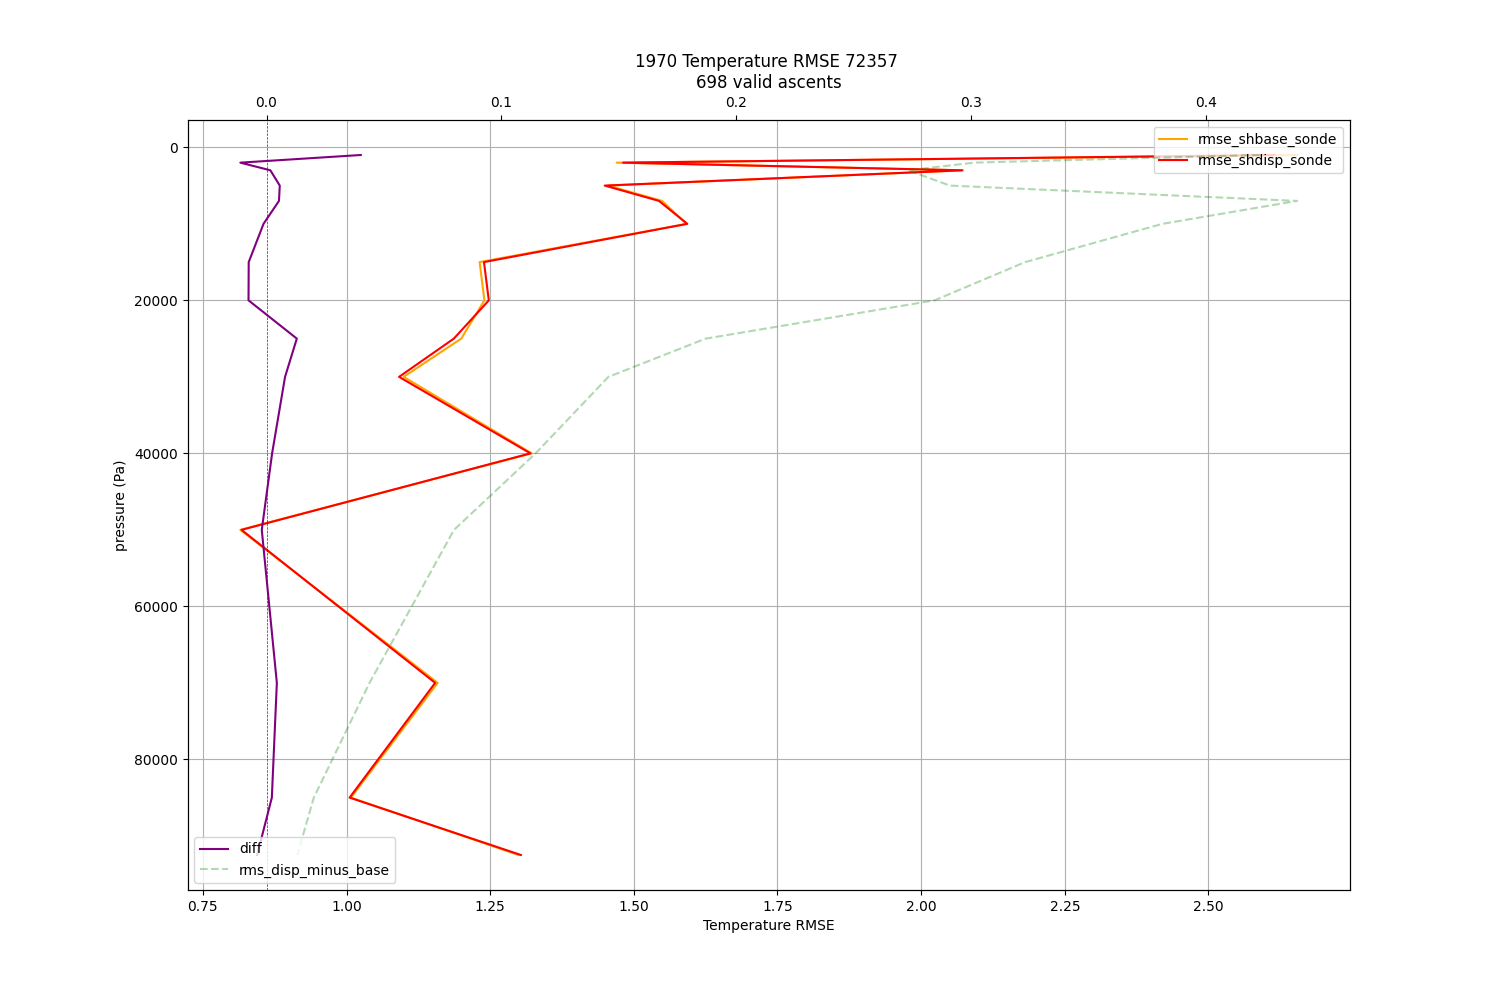 1970 Temperature RMSE 72357
698 valid ascents
0.0 0.1 0.2 0.3 0.4
rmse_shbase_sonde
rmse_shdisp_sonde
0
20000
40000
60000
80000
pressure (Pa)
diff
rms_disp_minus_base
0.75 1.00 1.25 1.50 1.75 2.00 2.25 2.50
Temperature RMSE